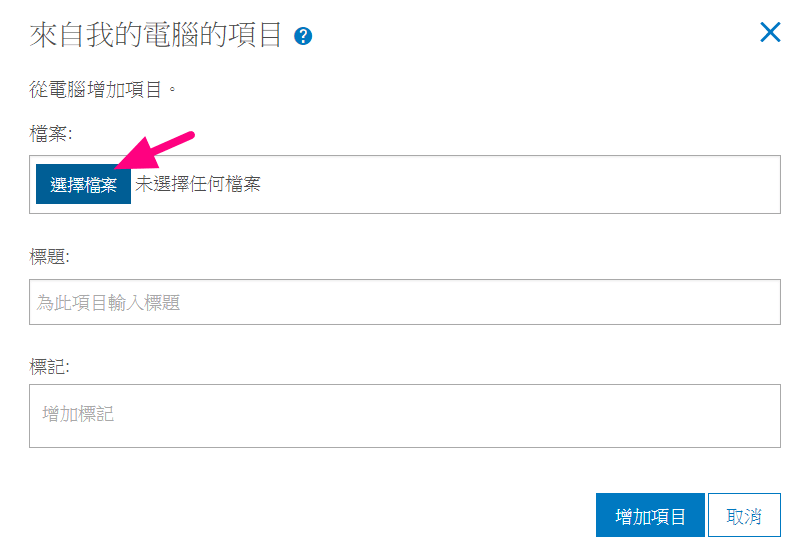 來自我的電腦的項目 ?
從電腦增加項目。
檔案:
選擇檔案 未選擇任何檔案
標題:
為此項目輸入標題
標記:
增加標記
增加項目 取消